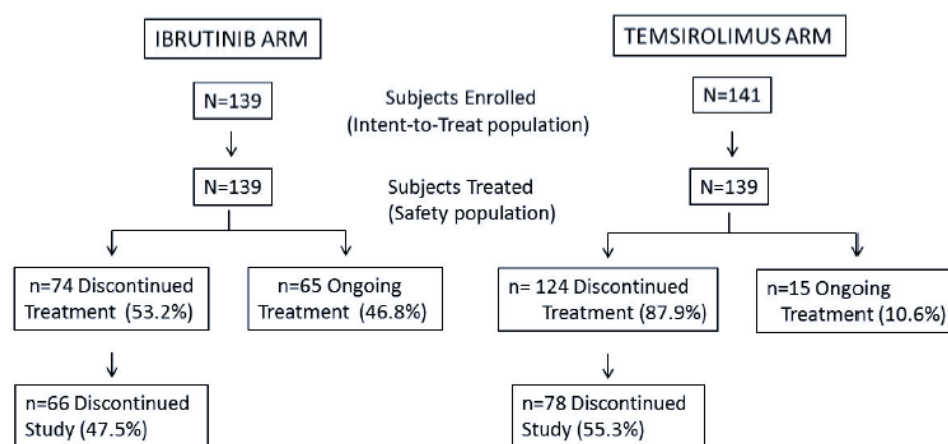 IBRUTINIB ARM
TEMSIROLIMUS ARM
N=139
Subjects Enrolled
(Intent-to-Treat population)
N=141
N=139
Subjects Treated
(Safety population)
N=139
n=74 Discontinued
Treatment (53.2%)
n=65 Ongoing
Treatment (46.8%)
n= 124 Discontinued
Treatment (87.9%)
n=15 Ongoing
Treatment (10.6%)
n=66 Discontinued
Study (47.5%)
n=78 Discontinued
Study (55.3%)